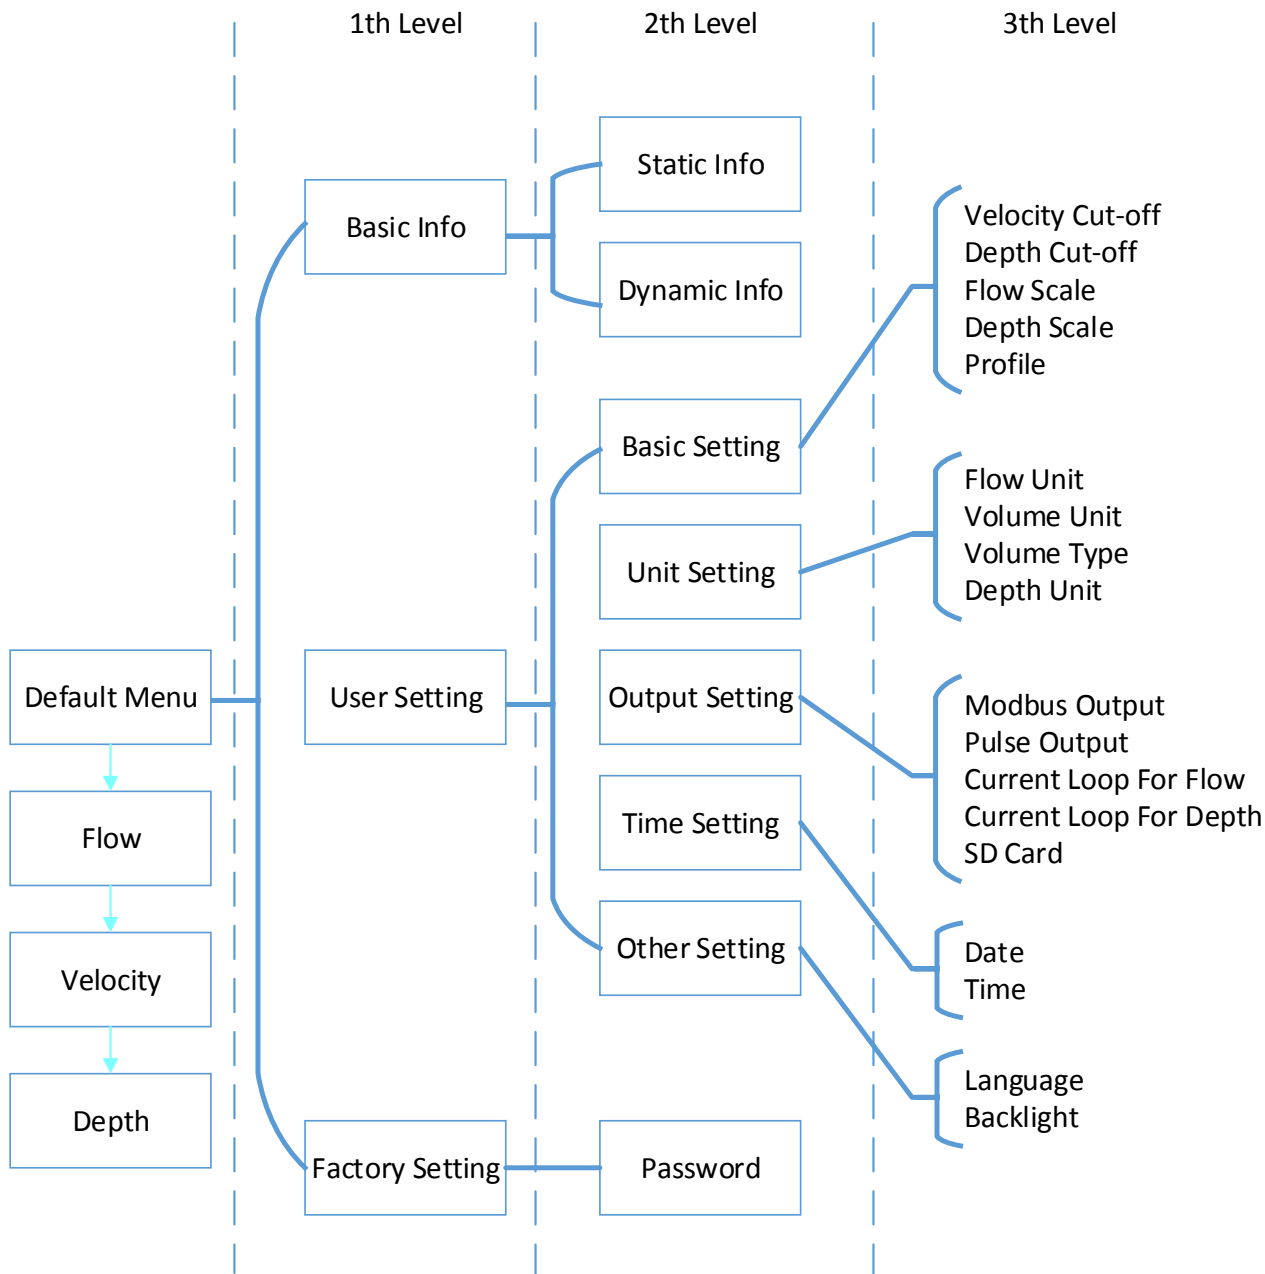 1th Level
2th Level
3th Level
Default Menu
Flow
Velocity
Depth
Basic Info
User Setting
Factory Setting
Static Info
Dynamic Info
Basic Setting
Unit Setting
Output Setting
Time Setting
Other Setting
Password
Velocity Cut-off
Depth Cut-off
Flow Scale
Depth Scale
Profile
Flow Unit
Volume Unit
Volume Type
Depth Unit
Modbus Output
Pulse Output
Current Loop For Flow
Current Loop For Depth
SD Card
Date
Time
Language
Backlight